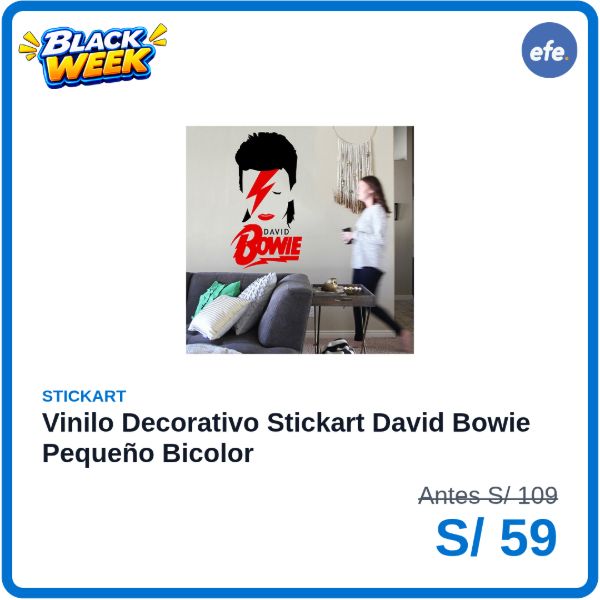 BLACK
WEEK
efe.
DAVID
BOWIE
STICKART
Vinilo Decorativo Stickart David Bowie
Pequeño Bicolor
Antes S/ 109
S/ 59